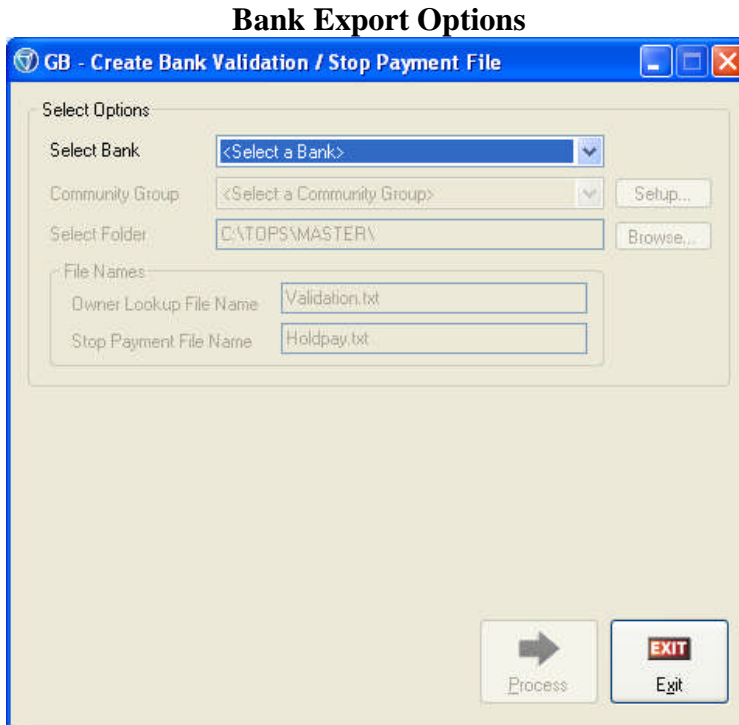 Bank Export Options
GB - Create Bank Validation / Stop Payment File
Select Options
Select Bank <Select a Bank>
Community Group <Select a Community Group> Setup...
Select Folder C:\TOPS\MASTER\ Browse...
File Names
Owner Lookup File Name Validation.txt
Stop Payment File Name Holdpay.txt
EXIT
Process Exit